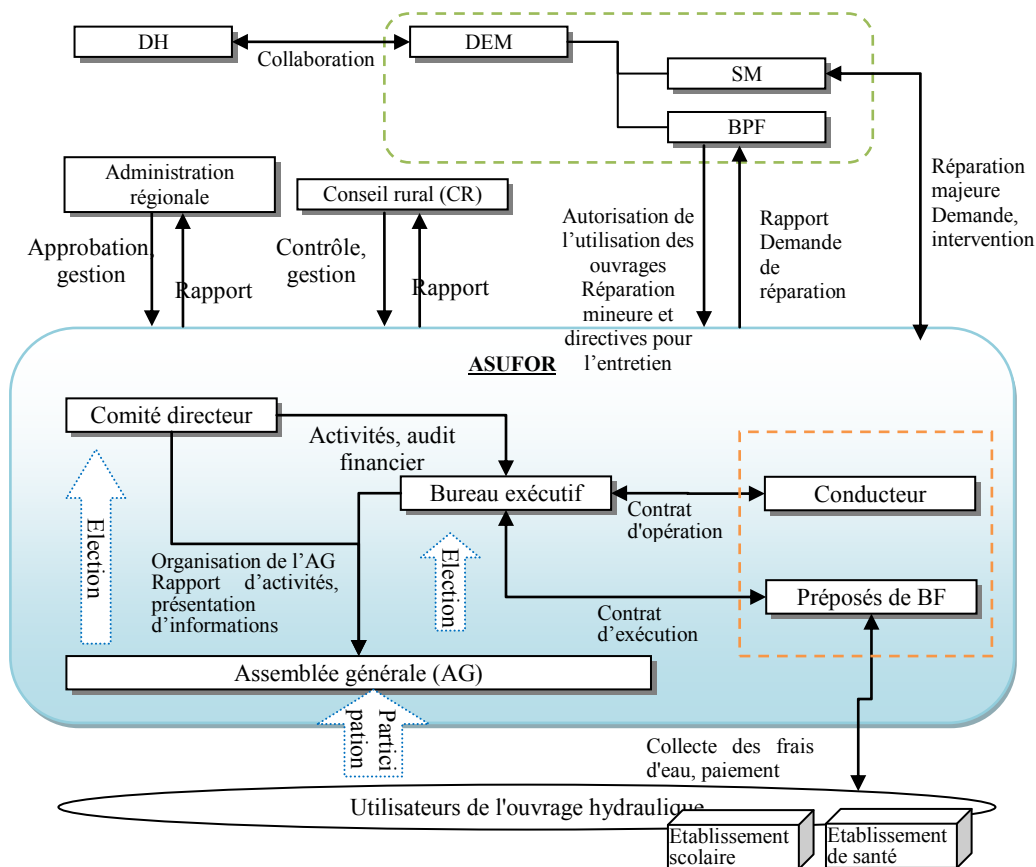 DH
DEM
Collaboration
SM
BPF
Administration
régionale
Conseil rural (CR)
Réparation
majeure
Demande,
intervention
Approbation,
gestion
Rapport
Contrôle,
gestion
Rapport
Autorisation de
l’utilisation des
ouvrages
Réparation
mineure et
directives pour
l’entretien
Rapport
Demande
de
réparation
ASUFOR
Comité directeur
Activités, audit
financier
Bureau exécutif
Conducteur
Contrat
d'opération
Election
Election
Organisation de l’AG
Rapport d’activités,
présentation
d’informations
Préposés de BF
Contrat
d’exécution
Assemblée générale (AG)
Partici
pation
Collecte des frais
d'eau, paiement
Utilisateurs de l'ouvrage hydraulique
Etablissement
scolaire
Etablissement
de santé